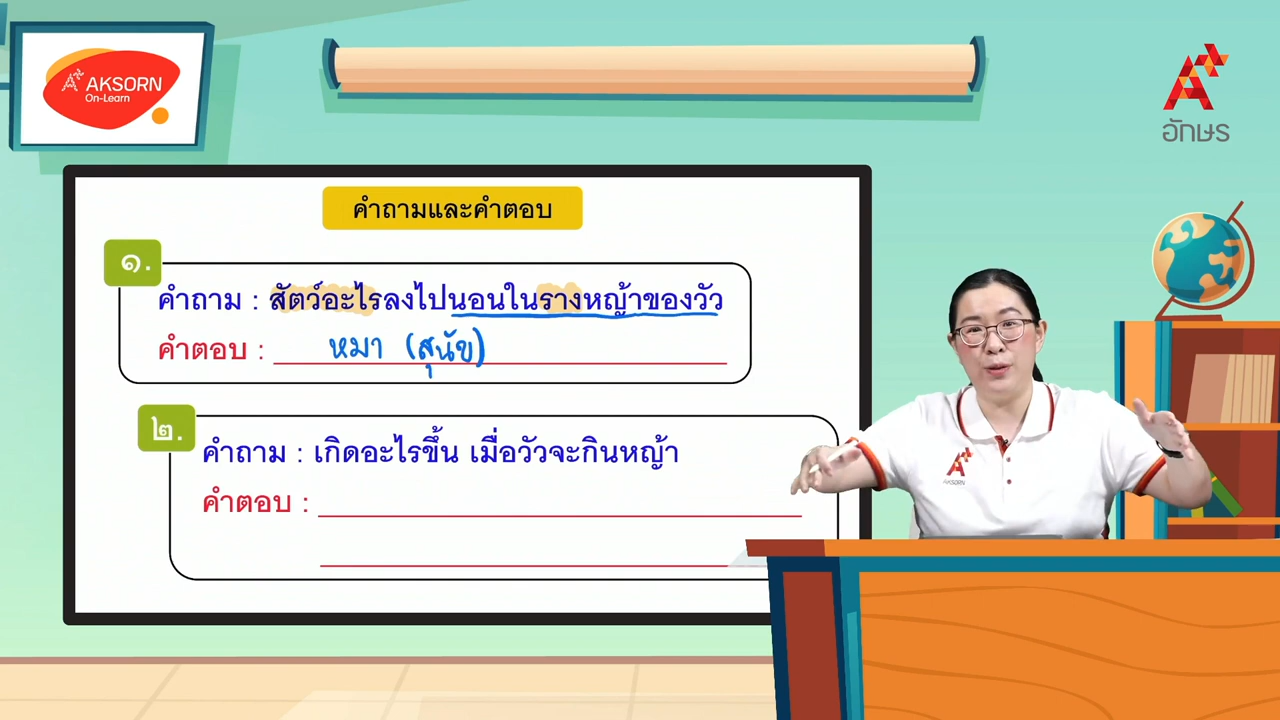 AKSORN
On-Learn
อักษร
คำถามและคำตอบ
๑.
คำถาม : สัตว์อะไรลงไปนอนในรางหญ้าของวัว
คำตอบ : หมา (สุนัข)
๒.
คำถาม : เกิดอะไรขึ้น เมื่อวัวจะกินหญ้า
คำตอบ :
AKSORN